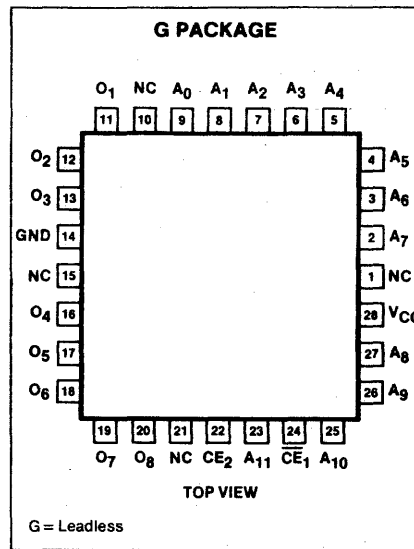 G PACKAGE
O1 NC A0 A1 A2 A3 A4
11 10 9 8 7 6 5
O2 12 4 A5
O3 13 3 A6
GND 14 2 A7
NC 15 1 NC
O4 16 28 VCC
O5 17 27 A8
O6 18 26 A9
19 20 21 22 23 24 25
O7 O8 NC CE2 A11 C̅E̅1 A10
TOP VIEW
G = Leadless